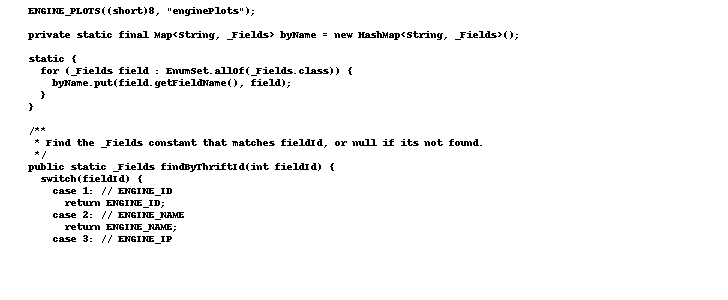 ENGINE_PLOTS((short)8, "enginePlots");
private static final Map<String, _Fields> byName = new HashMap<String, _Fields>();
static {
for (_Fields field : EnumSet.allOf(_Fields.class)) {
byName.put(field.getFieldName(), field);
}
}
/**
* Find the _Fields constant that matches fieldId, or null if its not found.
*/
public static _Fields findByThriftId(int fieldId) {
switch(fieldId) {
case 1: // ENGINE_ID
return ENGINE_ID;
case 2: // ENGINE_NAME
return ENGINE_NAME;
case 3: // ENGINE_IP